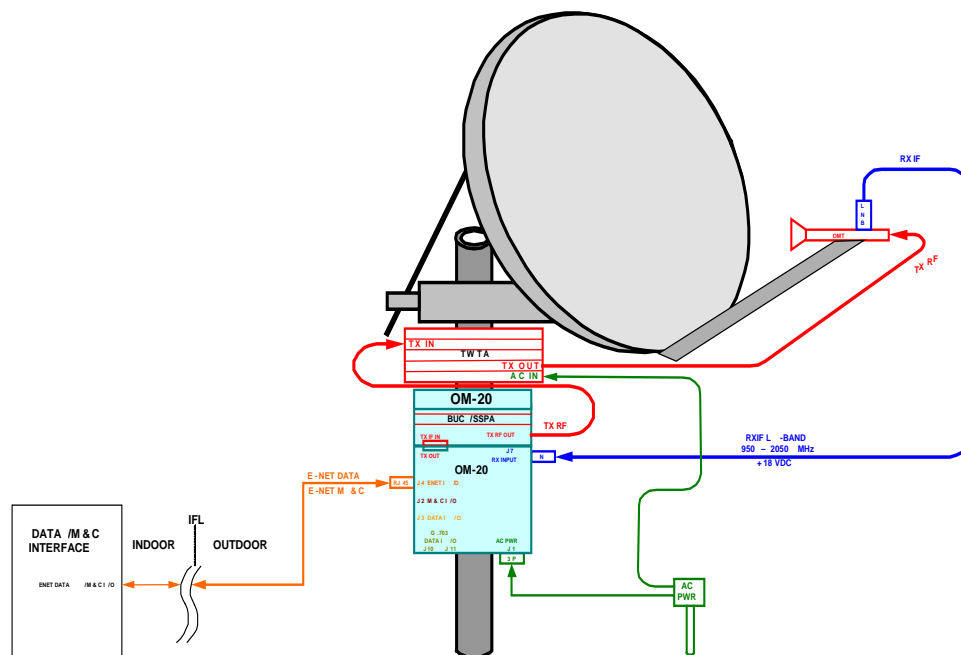 RX IF
L
N
B
OMT
TX RF
TX IN
TWTA
TX OUT
AC IN
OM-20
BUC /SSPA
TX RF
TX IF IN
TX RF OUT
TX OUT
J7
RX INPUT
N
RXIF L -BAND
950 – 2050 MHz
+18 VDC
OM-20
E-NET DATA
E-NET M & C
RJ 45
J4 ENET I /O
J2 M & C I / O
J3 DATA I /O
G .703
DATA I /O
J10 J 11
AC PWR
J 1
3 P
IFL
DATA /M & C
INTERFACE
INDOOR
OUTDOOR
ENET DATA /M & C I / O
AC
PWR